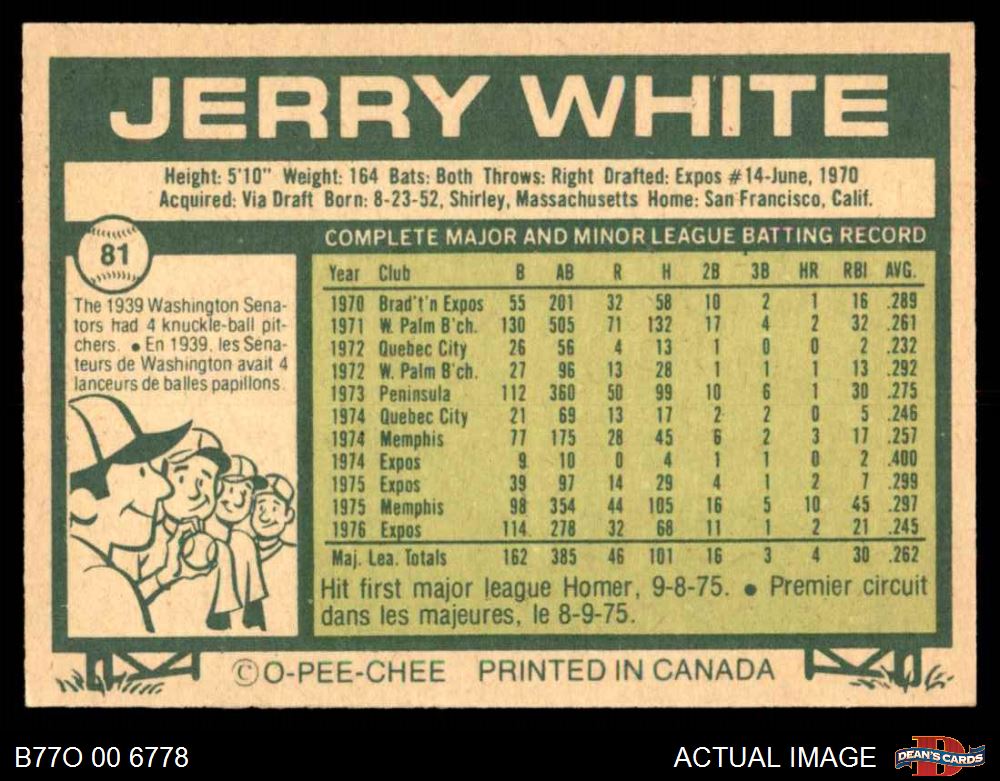 JERRY WHITE
Height: 5'10" Weight: 164 Bats: Both Throws: Right Drafted: Expos #14-June, 1970
Acquired: Via Draft Born: 8-23-52, Shirley, Massachusetts Home: San Francisco, Calif.
81
The 1939 Washington Sena-
tors had 4 knuckle-ball pit-
chers. • En 1939, les Séna-
teurs de Washington avait 4
lanceurs de balles papillons.
COMPLETE MAJOR AND MINOR LEAGUE BATTING RECORD
Year Club B AB R H 2B 3B HR RBI AVG.
1970 Brad't'n Expos 55 201 32 58 10 2 1 16 .289
1971 W. Palm B'ch. 130 505 71 132 17 4 2 32 .261
1972 Quebec City 26 56 4 13 1 0 0 2 .232
1972 W. Palm B'ch. 27 96 13 28 1 1 1 13 .292
1973 Peninsula 112 360 50 99 10 6 1 30 .275
1974 Quebec City 21 69 13 17 2 2 0 5 .246
1974 Memphis 77 175 28 45 6 2 3 17 .257
1974 Expos 9 10 0 4 1 1 0 2 .400
1975 Expos 39 97 14 29 4 1 2 7 .299
1975 Memphis 98 354 44 105 16 5 10 45 .297
1976 Expos 114 278 32 68 11 1 2 21 .245
Maj. Lea. Totals 162 385 46 101 16 3 4 30 .262
Hit first major league Homer, 9-8-75. • Premier circuit
dans les majeures, le 8-9-75.
© O-PEE-CHEE PRINTED IN CANADA
B77O 00 6778
ACTUAL IMAGE
D
DEAN'S CARDS